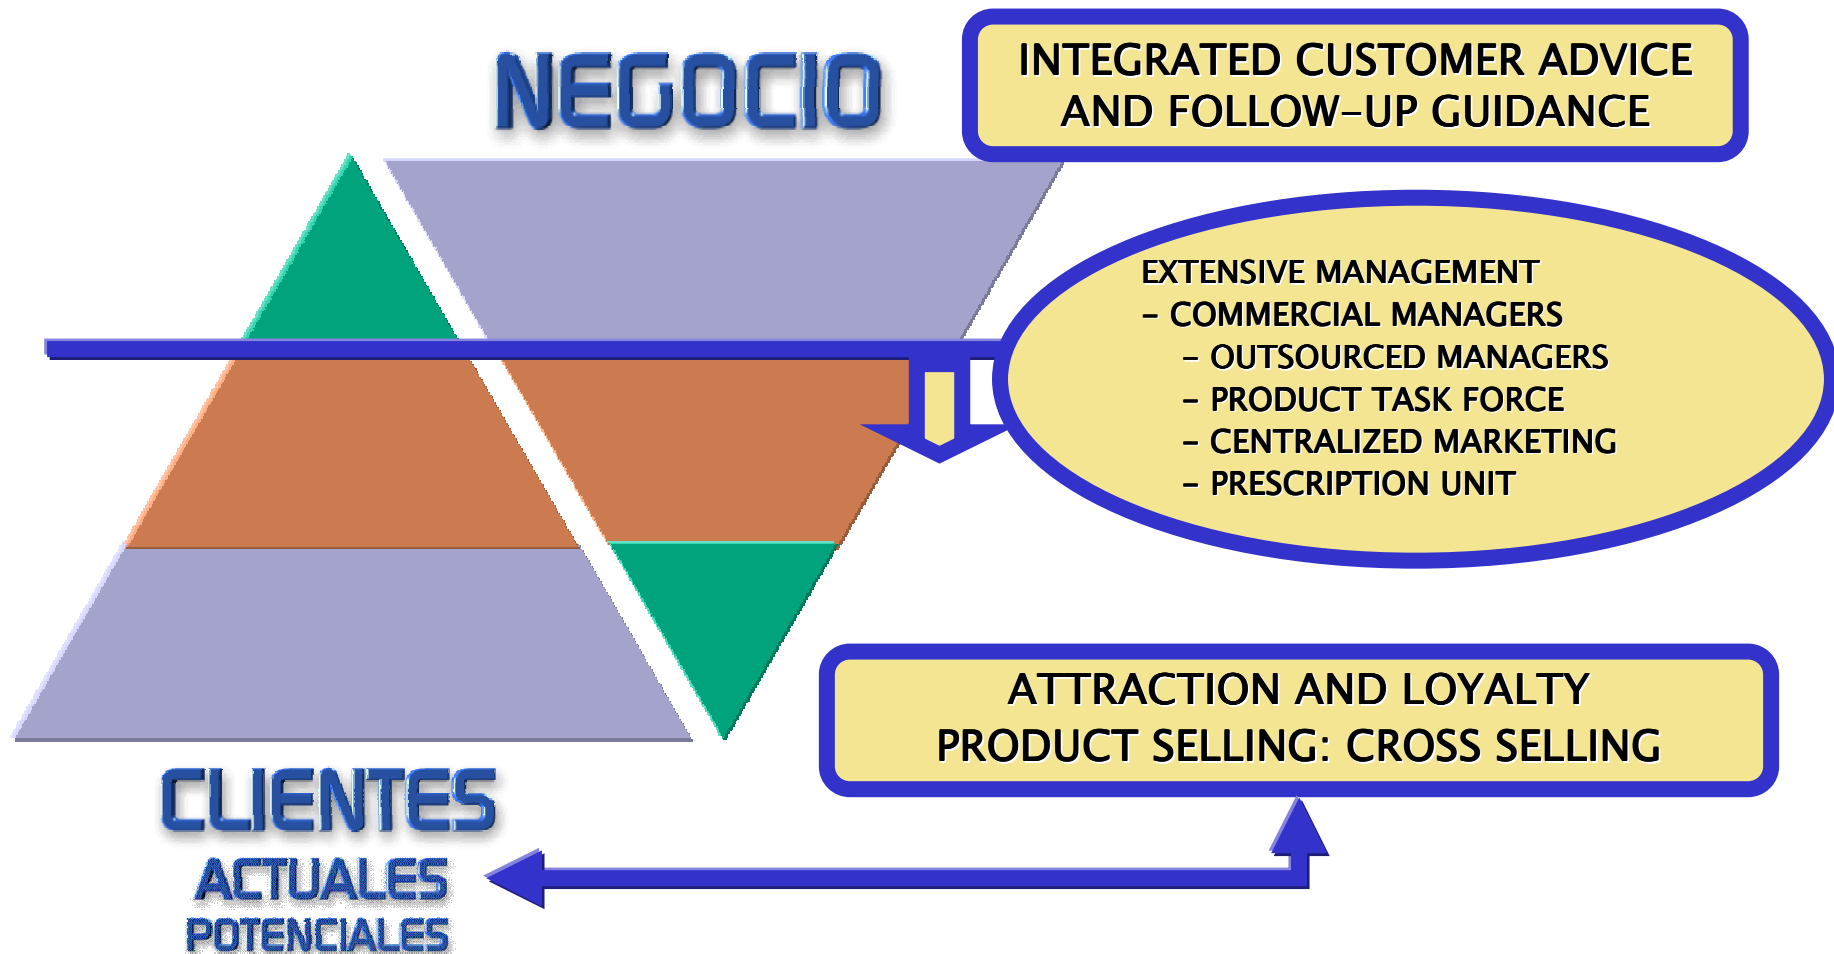 NEGOCIO
INTEGRATED CUSTOMER ADVICE
AND FOLLOW-UP GUIDANCE
EXTENSIVE MANAGEMENT
- COMMERCIAL MANAGERS
- OUTSOURCED MANAGERS
- PRODUCT TASK FORCE
- CENTRALIZED MARKETING
- PRESCRIPTION UNIT
ATTRACTION AND LOYALTY
PRODUCT SELLING: CROSS SELLING
CLIENTES
ACTUALES
POTENCIALES